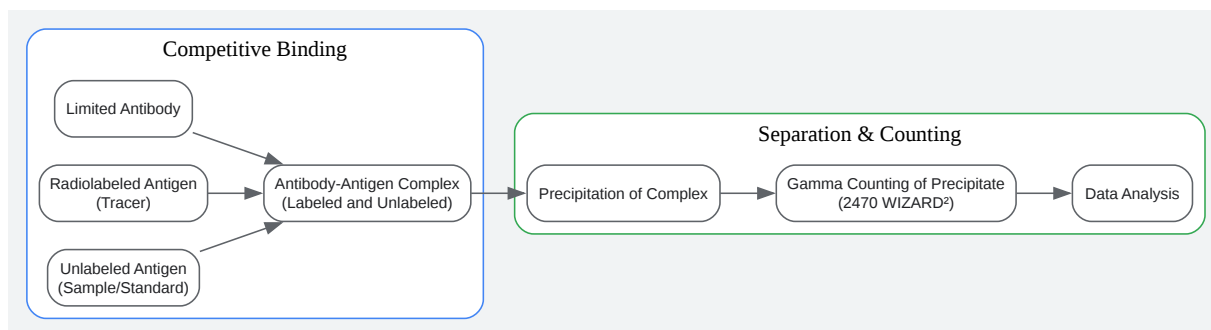 Competitive Binding
Limited Antibody
Radiolabeled Antigen
(Tracer)
Unlabeled Antigen
(Sample/Standard)
Antibody-Antigen Complex
(Labeled and Unlabeled)
Separation & Counting
Precipitation of Complex
Gamma Counting of Precipitate
(2470 WIZARD²)
Data Analysis